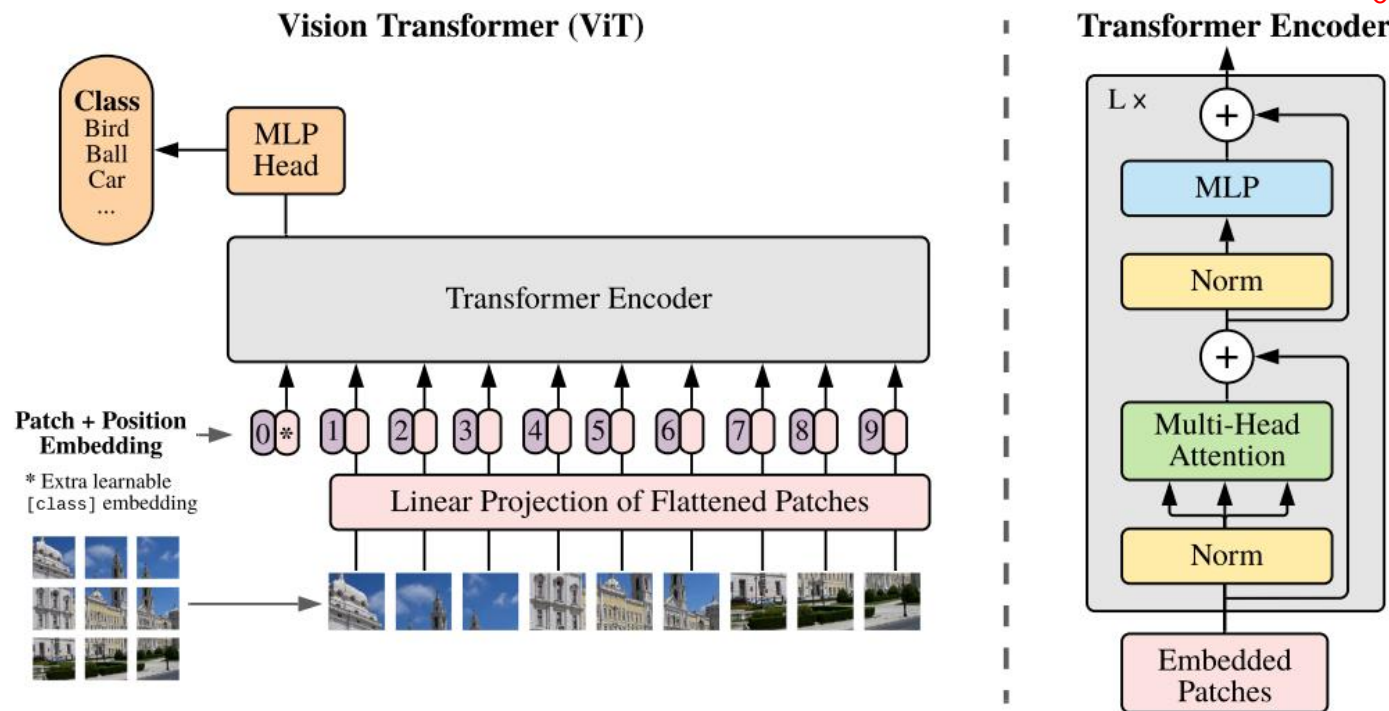 Vision Transformer (ViT)
Class
Bird
Ball
Car
...
MLP
Head
Transformer Encoder
Patch + Position
Embedding
* Extra learnable
[class] embedding
0 * 1 2 3 4 5 6 7 8 9
Linear Projection of Flattened Patches
Transformer Encoder
L ×
+
MLP
Norm
+
Multi-Head
Attention
Norm
Embedded
Patches